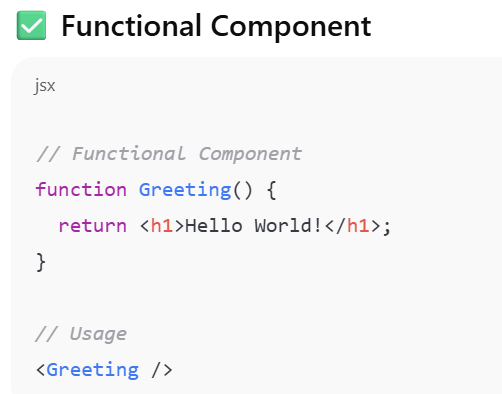 ✅ Functional Component
jsx
// Functional Component
function Greeting() {
  return <h1>Hello World!</h1>;
}
// Usage
<Greeting />